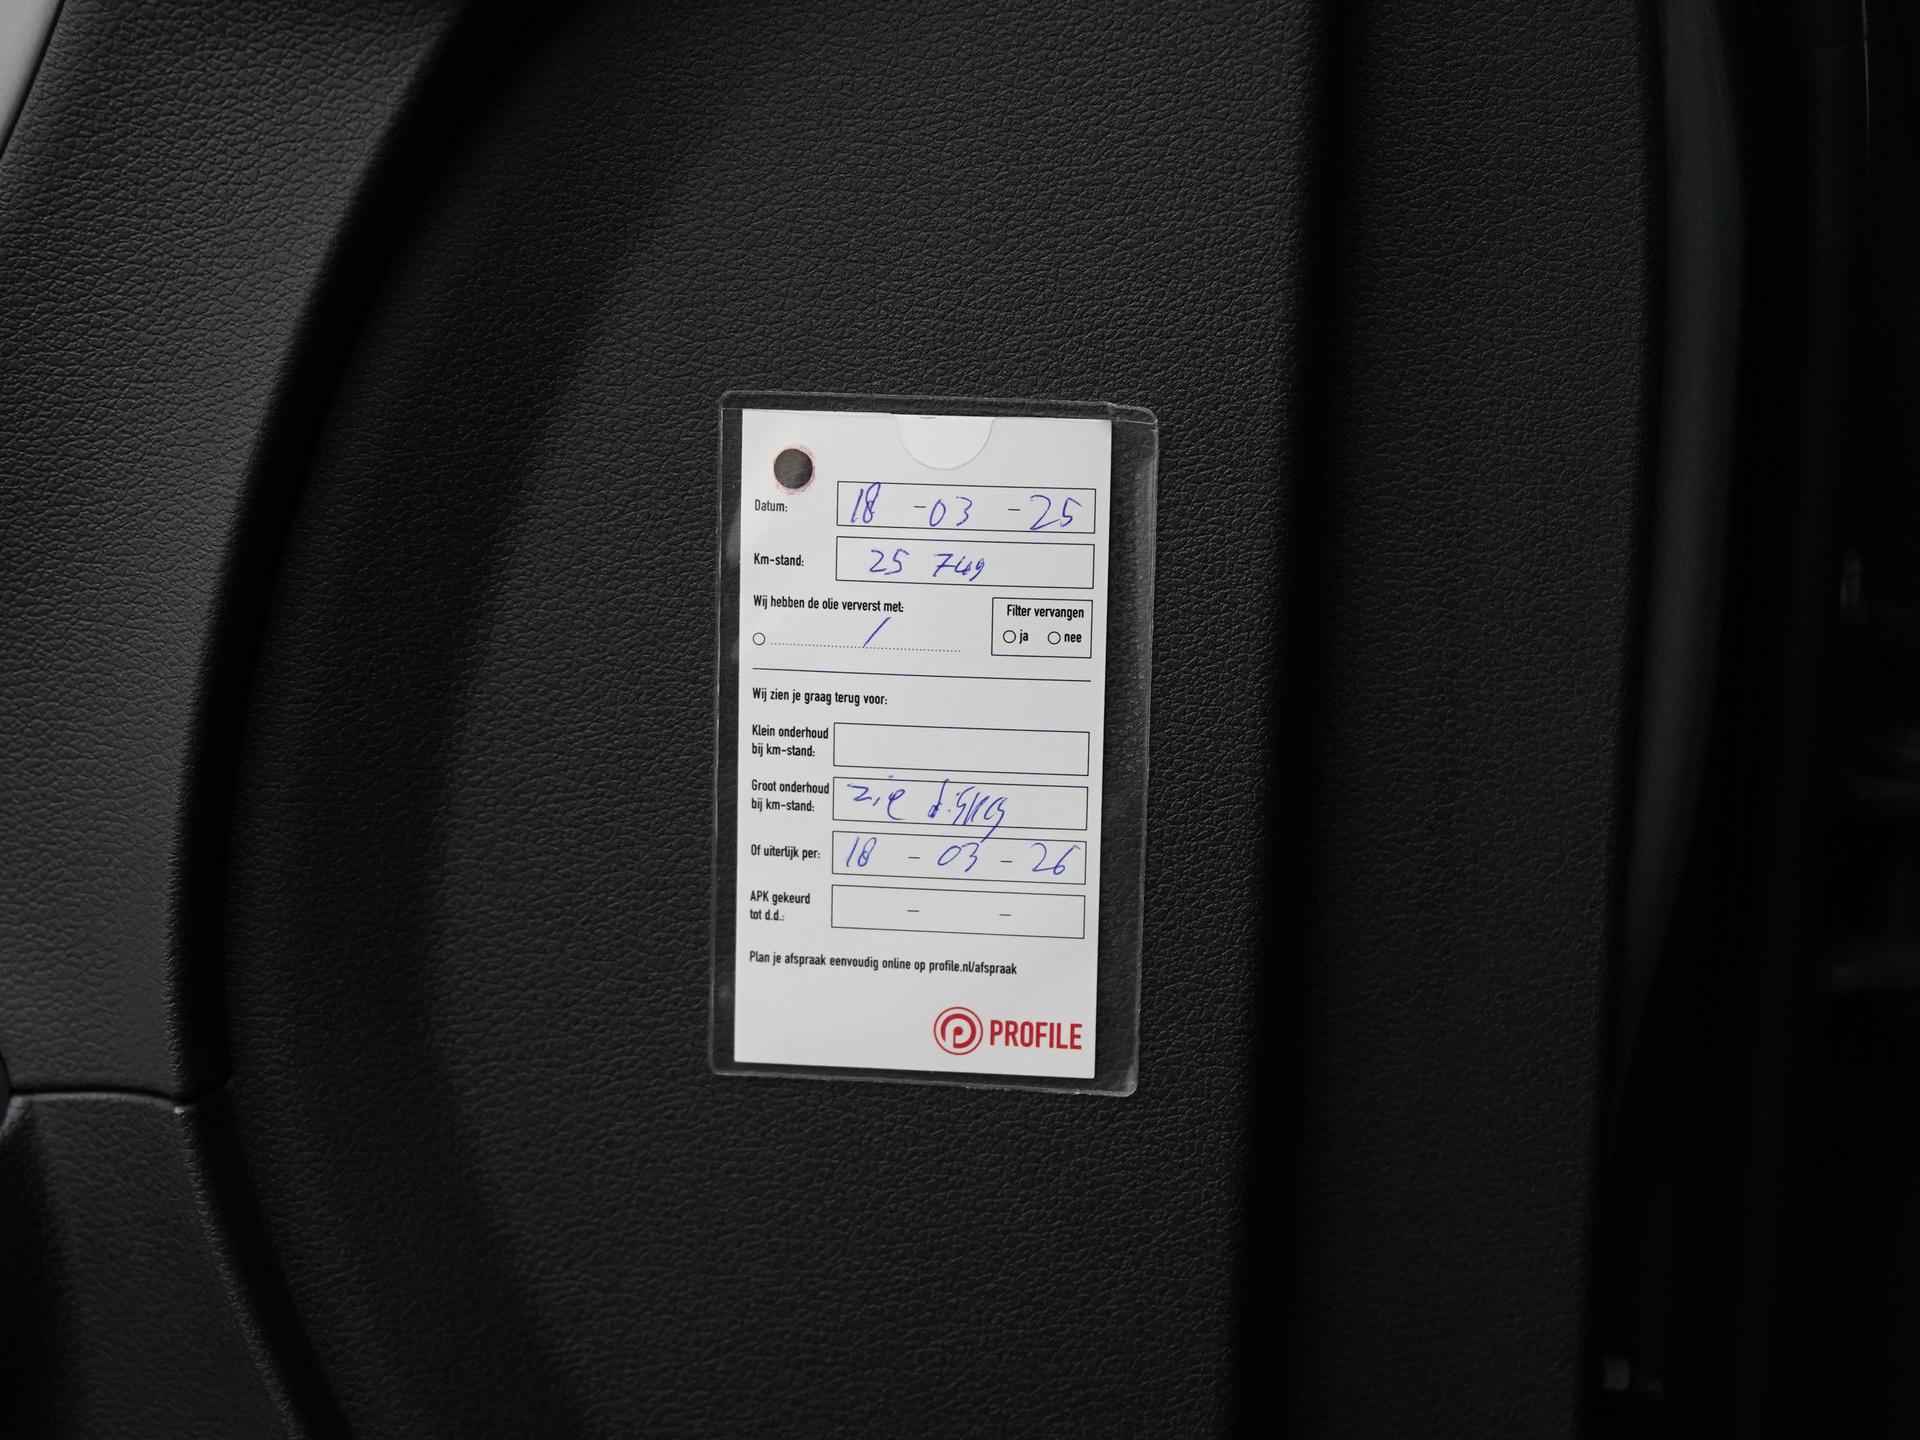 Datum: 18 -03 -25
Km-stand: 25 749
Wij hebben de olie ververst met:
/
Filter vervangen
ja nee
Wij zien je graag terug voor:
Klein onderhoud
bij km-stand:
Groot onderhoud
bij km-stand:
zie display
Of uiterlijk per: 18 - 03 - 26
APK gekeurd
tot d.d.: - -
Plan je afspraak eenvoudig online op profile.nl/afspraak
PROFILE